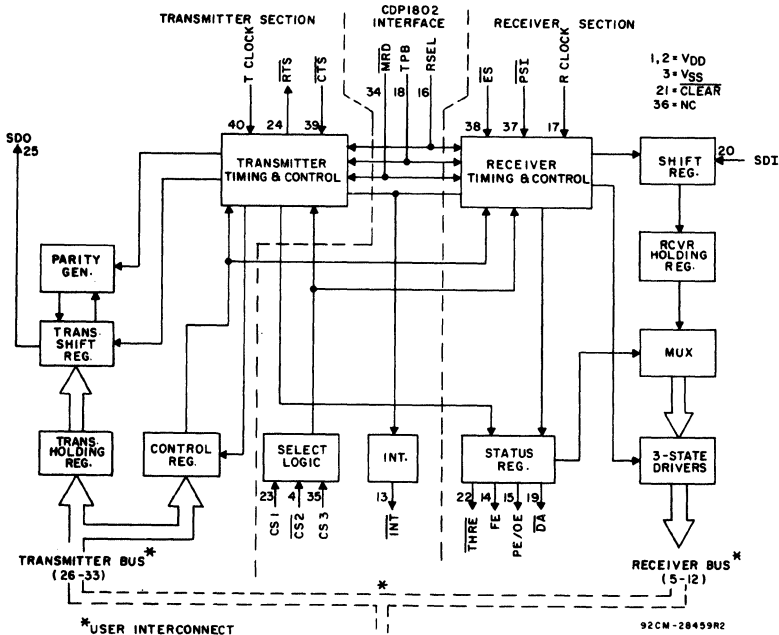 TRANSMITTER SECTION
CDP1802
INTERFACE
RECEIVER SECTION
T CLOCK
RTS
CTS
MRD
TPB
RSEL
ES
PSI
R CLOCK
1,2 = VDD
3 = VSS
21 = CLEAR
36 = NC
34
18
16
40
24
39
38
37
17
SDO
25
TRANSMITTER
TIMING & CONTROL
RECEIVER
TIMING & CONTROL
SHIFT
REG.
20
SDI
PARITY
GEN.
RCVR
HOLDING
REG.
TRANS.
SHIFT
REG.
MUX
TRANS.
HOLDING
REG.
CONTROL
REG.
SELECT
LOGIC
INT.
STATUS
REG.
3-STATE
DRIVERS
23
4
35
13
22
14
15
19
CS1
CS2
CS3
INT
THRE
FE
PE/OE
DA
TRANSMITTER BUS*
(26-33)
RECEIVER BUS*
(5-12)
*
*USER INTERCONNECT
92CM-28459R2